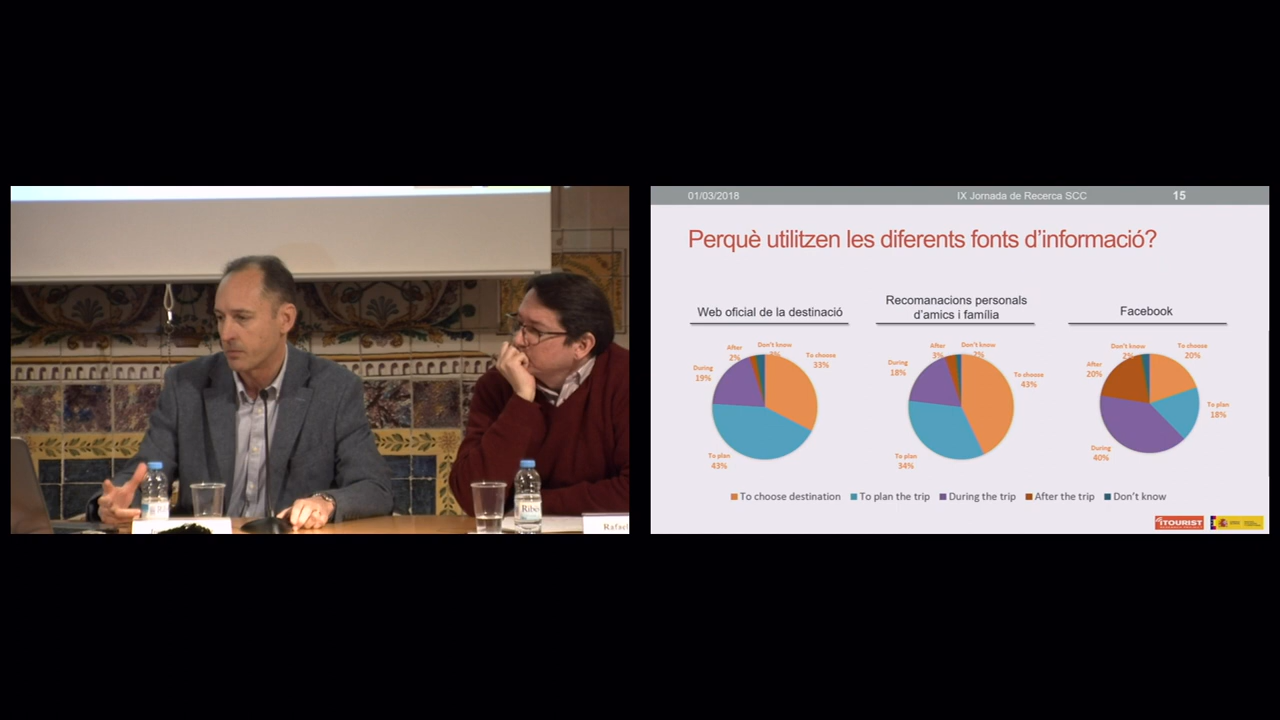 01/03/2018 IX Jornada de Recerca SCC 15
Perquè utilitzen les diferents fonts d'informació?
Web oficial de la destinació
After
2%
Don't know
To choose
33%
During
19%
To plan
43%
Recomanacions personals
d'amics i família
After
3%
Don't know
2%
To choose
43%
During
18%
To plan
34%
Facebook
Don't know
2%
To choose
20%
After
20%
To plan
18%
During
40%
To choose destination To plan the trip During the trip After the trip Don't know
iTOURIST
Rafael